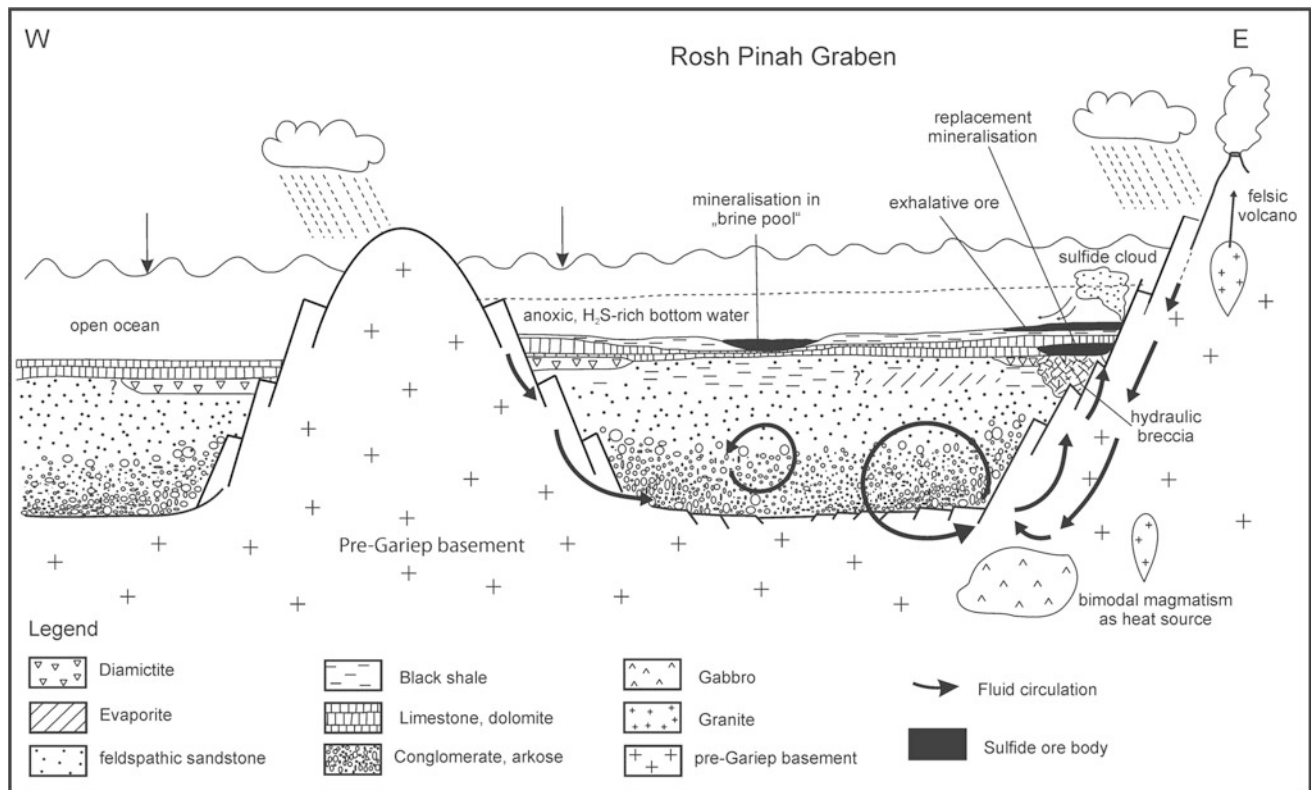 W
E
Rosh Pinah Graben
replacement
mineralisation
mineralisation in
„brine pool“
exhalative ore
felsic
volcano
sulfide cloud
open ocean
anoxic, H₂S-rich bottom water
?
?
hydraulic
breccia
Pre-Gariep basement
bimodal magmatism
as heat source
Legend
Diamictite
Evaporite
feldspathic sandstone
Black shale
Limestone, dolomite
Conglomerate, arkose
Gabbro
Granite
pre-Gariep basement
Fluid circulation
Sulfide ore body